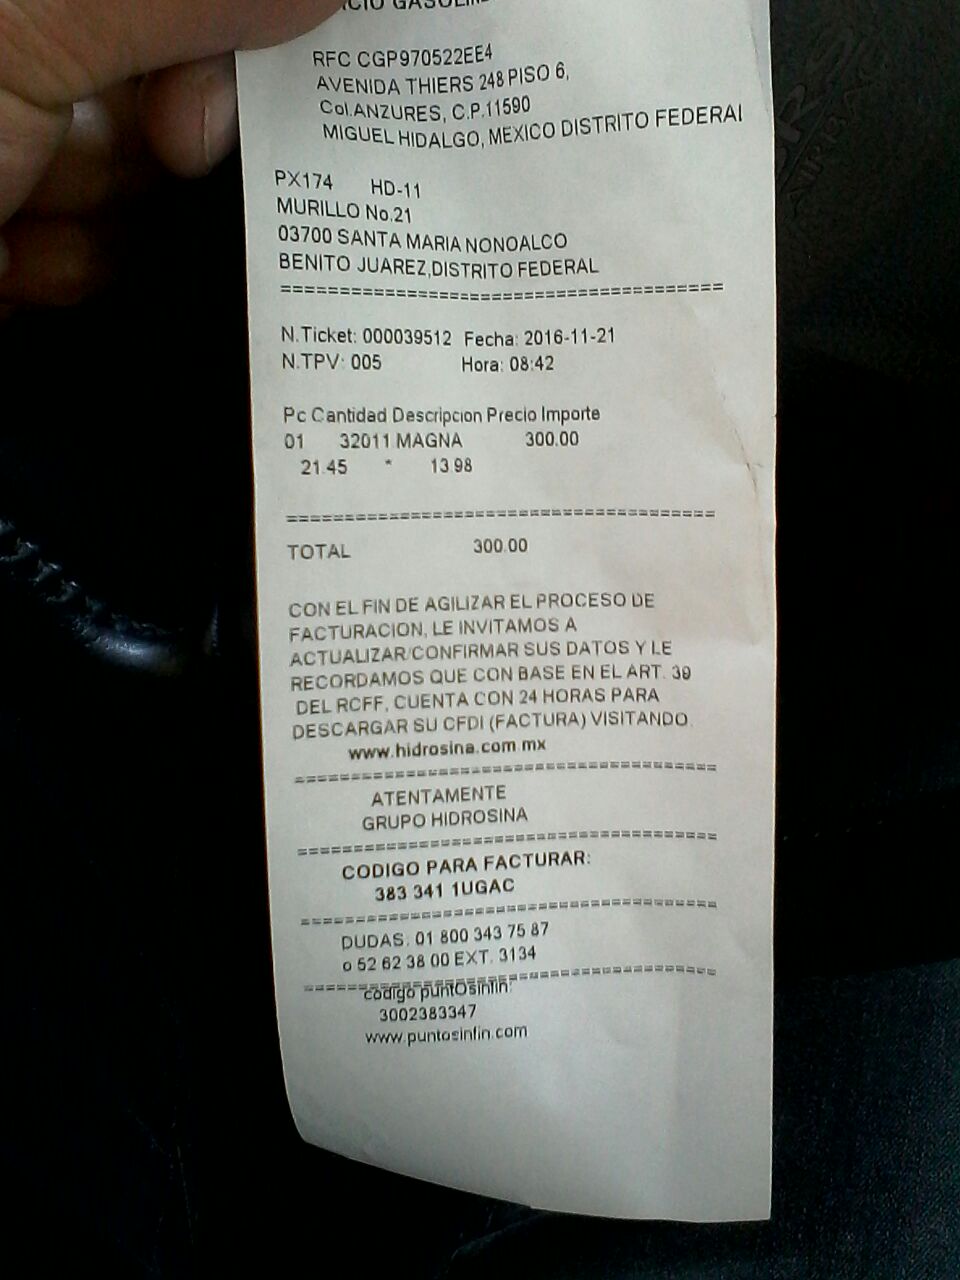 RFC CGP970522EE4
AVENIDA THIERS 248 PISO 6,
Col.ANZURES, C.P.11590
MIGUEL HIDALGO, MEXICO DISTRITO FEDERAL
PX174 HD-11
MURILLO No.21
03700 SANTA MARIA NONOALCO
BENITO JUAREZ,DISTRITO FEDERAL
======================================
N.Ticket: 000039512 Fecha: 2016-11-21
N.TPV: 005 Hora: 08:42
Pc Cantidad Descripcion Precio Importe
01 32011 MAGNA 300.00
21.45 * 13.98
======================================
TOTAL 300.00
CON EL FIN DE AGILIZAR EL PROCESO DE
FACTURACION, LE INVITAMOS A
ACTUALIZAR/CONFIRMAR SUS DATOS Y LE
RECORDAMOS QUE CON BASE EN EL ART. 39
DEL RCFF, CUENTA CON 24 HORAS PARA
DESCARGAR SU CFDI (FACTURA) VISITANDO.
www.hidrosina.com.mx
======================================
ATENTAMENTE
GRUPO HIDROSINA
======================================
CODIGO PARA FACTURAR:
383 341 1UGAC
======================================
DUDAS: 01 800 343 75 87
o 52 62 38 00 EXT. 3134
======================================
codigo puntOsinfin:
3002383347
www.puntosinfin.com